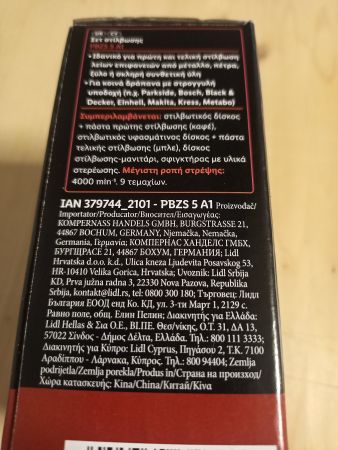 GR CY
Σετ στίλβωσης
PBZS 5 A1
•Ιδανικό για πρώτη και τελική στίλβωση
λείων επιφανειών από μέταλλο, πέτρα,
ξύλο ή σκληρή συνθετική ύλη
•Για κοινά δράπανα με στρογγυλή
υποδοχή (π.χ. Parkside, Bosch, Black &
Decker, Einhell, Makita, Kress, Metabo)
Συμπεριλαμβάνεται: στιλβωτικός δίσκος
+ πάστα πρώτης στίλβωσης (καφέ),
στιλβωτικός υφασμάτινος δίσκος + πάστα
τελικής στίλβωσης (μπλε), στιλβωτικός
δίσκος-μανιτάρι, σφιγκτήρας με υλικά
στερέωσης. Μέγιστη ροπή στρέψης:
4000 min⁻¹. 9 τεμαχίων.
IAN 379744_2101 - PBZS 5 A1 Proizvođač/
Importator/Producator/Вносител/Εισαγωγέας:
KOMPERNASS HANDELS GMBH, BURGSTRASSE 21,
44867 BOCHUM, GERMANY, Njemačka, Nemačka,
Germania, Германия; КОМПЕРНАС ХАНДЕЛС ГМБХ,
БУРГЩРАСЕ 21, 44867 БОХУМ, ГЕРМАНИЯ; Lidl
Hrvatska d.o.o. k.d., Ulica kneza Ljudevita Posavskog 53,
HR-10410 Velika Gorica, Hrvatska; Uvoznik: Lidl Srbija
KD, Prva južna radna 3, 22330 Nova Pazova, Republika
Srbija, kontakt@lidl.rs, tel: 0800 300 180; Търговец: Лидл
България ЕООД енд Ко. КД, ул. 3-ти Март 1, 2129 с.
Равно поле, общ. Елин Пелин; Διακινητής για Ελλάδα:
Lidl Hellas & Σια Ο.Ε., ΒΙ.ΠΕ. Θεσ/νίκης, Ο.Τ. 31, ΔΑ 13,
57022 Σίνδος - Δήμος Δέλτα, Ελλάδα. Τηλ.: 800 111 3333;
Διακινητής για Κύπρο: Lidl Cyprus, Πηγάσου 2, Τ.Κ. 7100
Αραδίππου - Λάρνακα, Κύπρος. Τηλ.: 800 94404; Zemlja
podrijetla/Zemlja porekla/Produs in/Страна на произход/
Χώρα κατασκευής: Kina/China/Китай/Κίνα